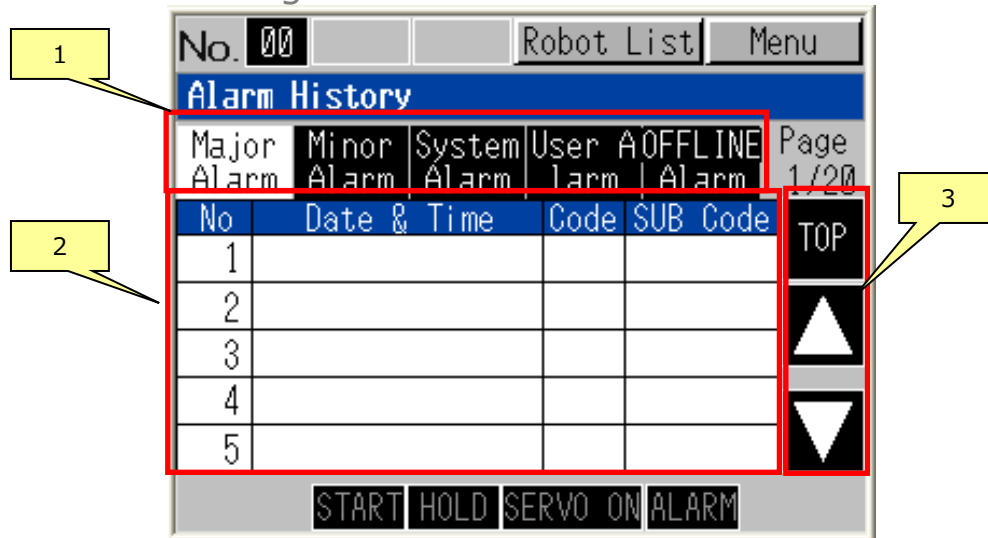 1
No. 00 Robot List Menu
Alarm History
Major Minor System User A OFFLINE Page
Alarm Alarm Alarm larm Alarm 1/20
3
No Date & Time Code SUB Code TOP
2
1
2
3
4
5
START HOLD SERVO ON ALARM